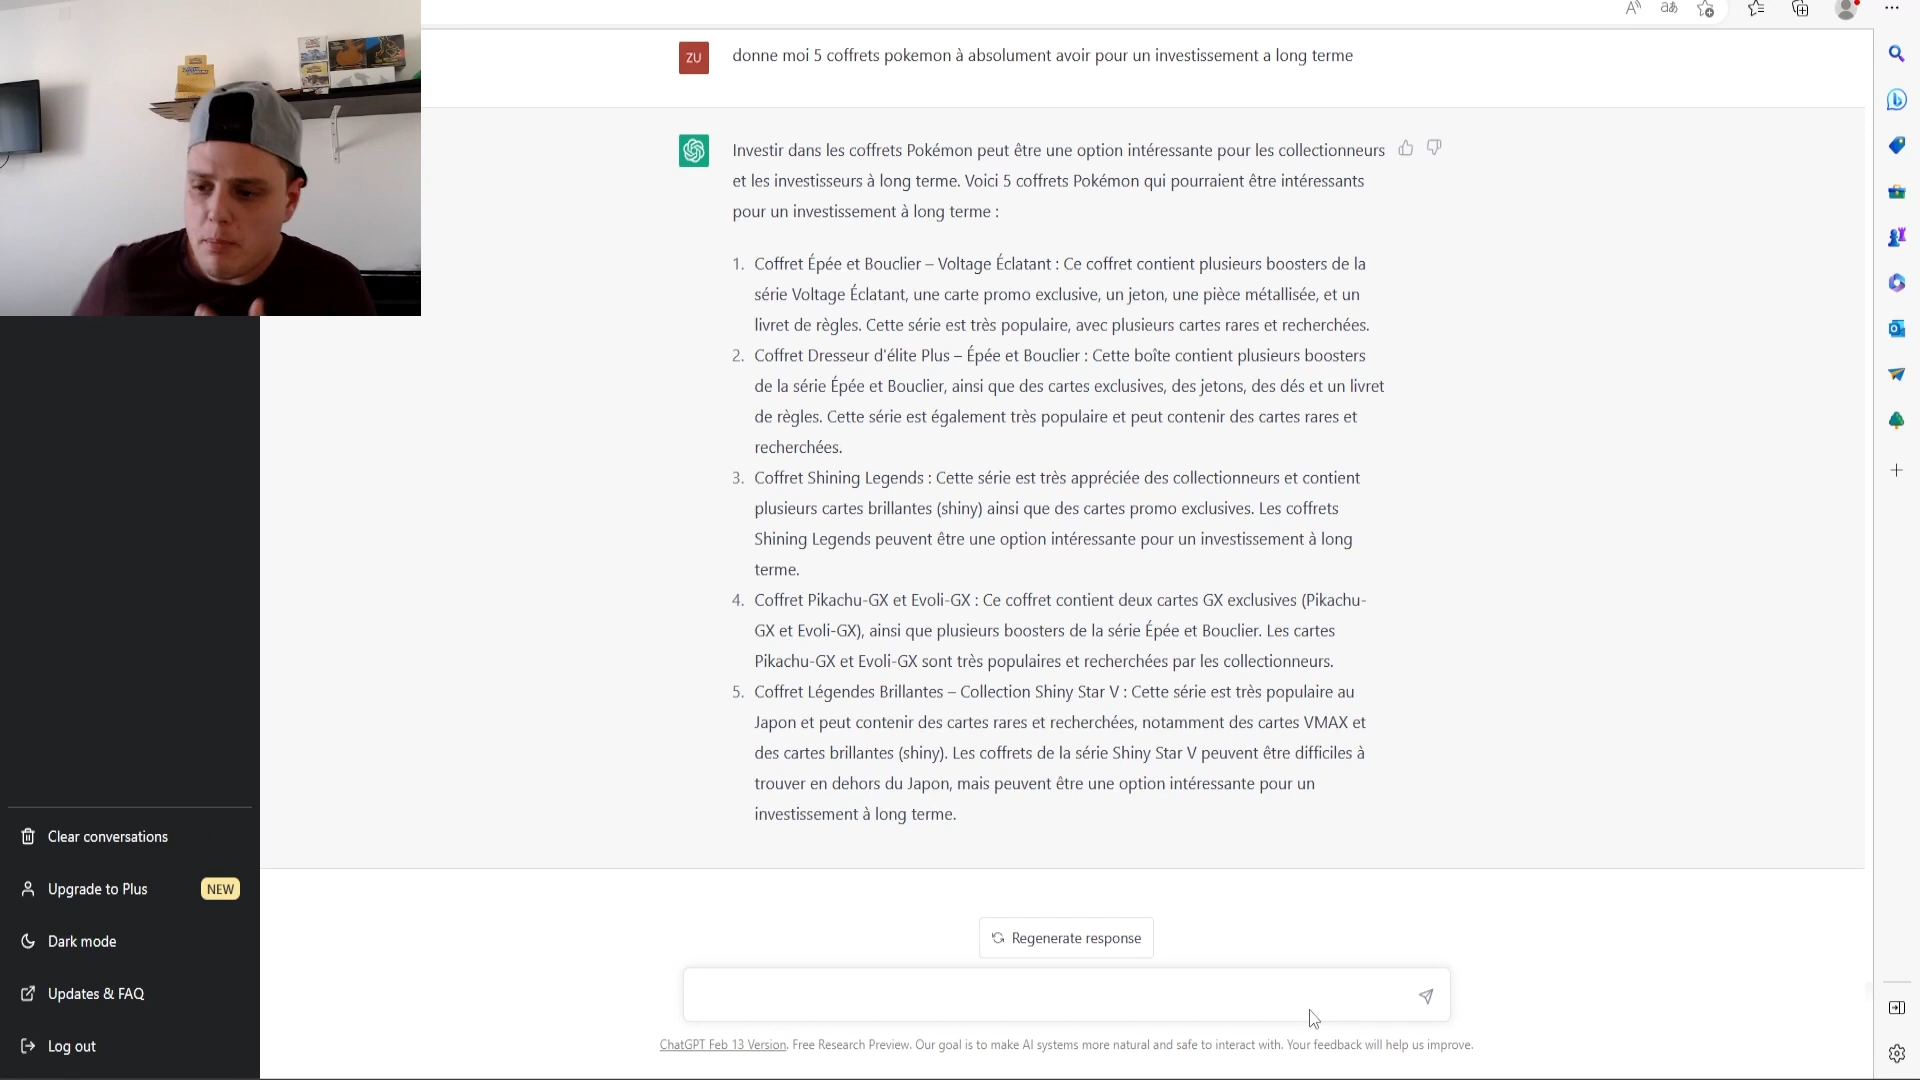 ZU
donne moi 5 coffrets pokemon à absolument avoir pour un investissement a long terme
Investir dans les coffrets Pokémon peut être une option intéressante pour les collectionneurs
et les investisseurs à long terme. Voici 5 coffrets Pokémon qui pourraient être intéressants
pour un investissement à long terme :
1. Coffret Épée et Bouclier – Voltage Éclatant : Ce coffret contient plusieurs boosters de la
série Voltage Éclatant, une carte promo exclusive, un jeton, une pièce métallisée, et un
livret de règles. Cette série est très populaire, avec plusieurs cartes rares et recherchées.
2. Coffret Dresseur d'élite Plus – Épée et Bouclier : Cette boîte contient plusieurs boosters
de la série Épée et Bouclier, ainsi que des cartes exclusives, des jetons, des dés et un livret
de règles. Cette série est également très populaire et peut contenir des cartes rares et
recherchées.
3. Coffret Shining Legends : Cette série est très appréciée des collectionneurs et contient
plusieurs cartes brillantes (shiny) ainsi que des cartes promo exclusives. Les coffrets
Shining Legends peuvent être une option intéressante pour un investissement à long
terme.
4. Coffret Pikachu-GX et Evoli-GX : Ce coffret contient deux cartes GX exclusives (Pikachu-
GX et Evoli-GX), ainsi que plusieurs boosters de la série Épée et Bouclier. Les cartes
Pikachu-GX et Evoli-GX sont très populaires et recherchées par les collectionneurs.
5. Coffret Légendes Brillantes – Collection Shiny Star V : Cette série est très populaire au
Japon et peut contenir des cartes rares et recherchées, notamment des cartes VMAX et
des cartes brillantes (shiny). Les coffrets de la série Shiny Star V peuvent être difficiles à
trouver en dehors du Japon, mais peuvent être une option intéressante pour un
investissement à long terme.
Clear conversations
Upgrade to Plus NEW
Dark mode
Updates & FAQ
Log out
Regenerate response
ChatGPT Feb 13 Version. Free Research Preview. Our goal is to make AI systems more natural and safe to interact with. Your feedback will help us improve.